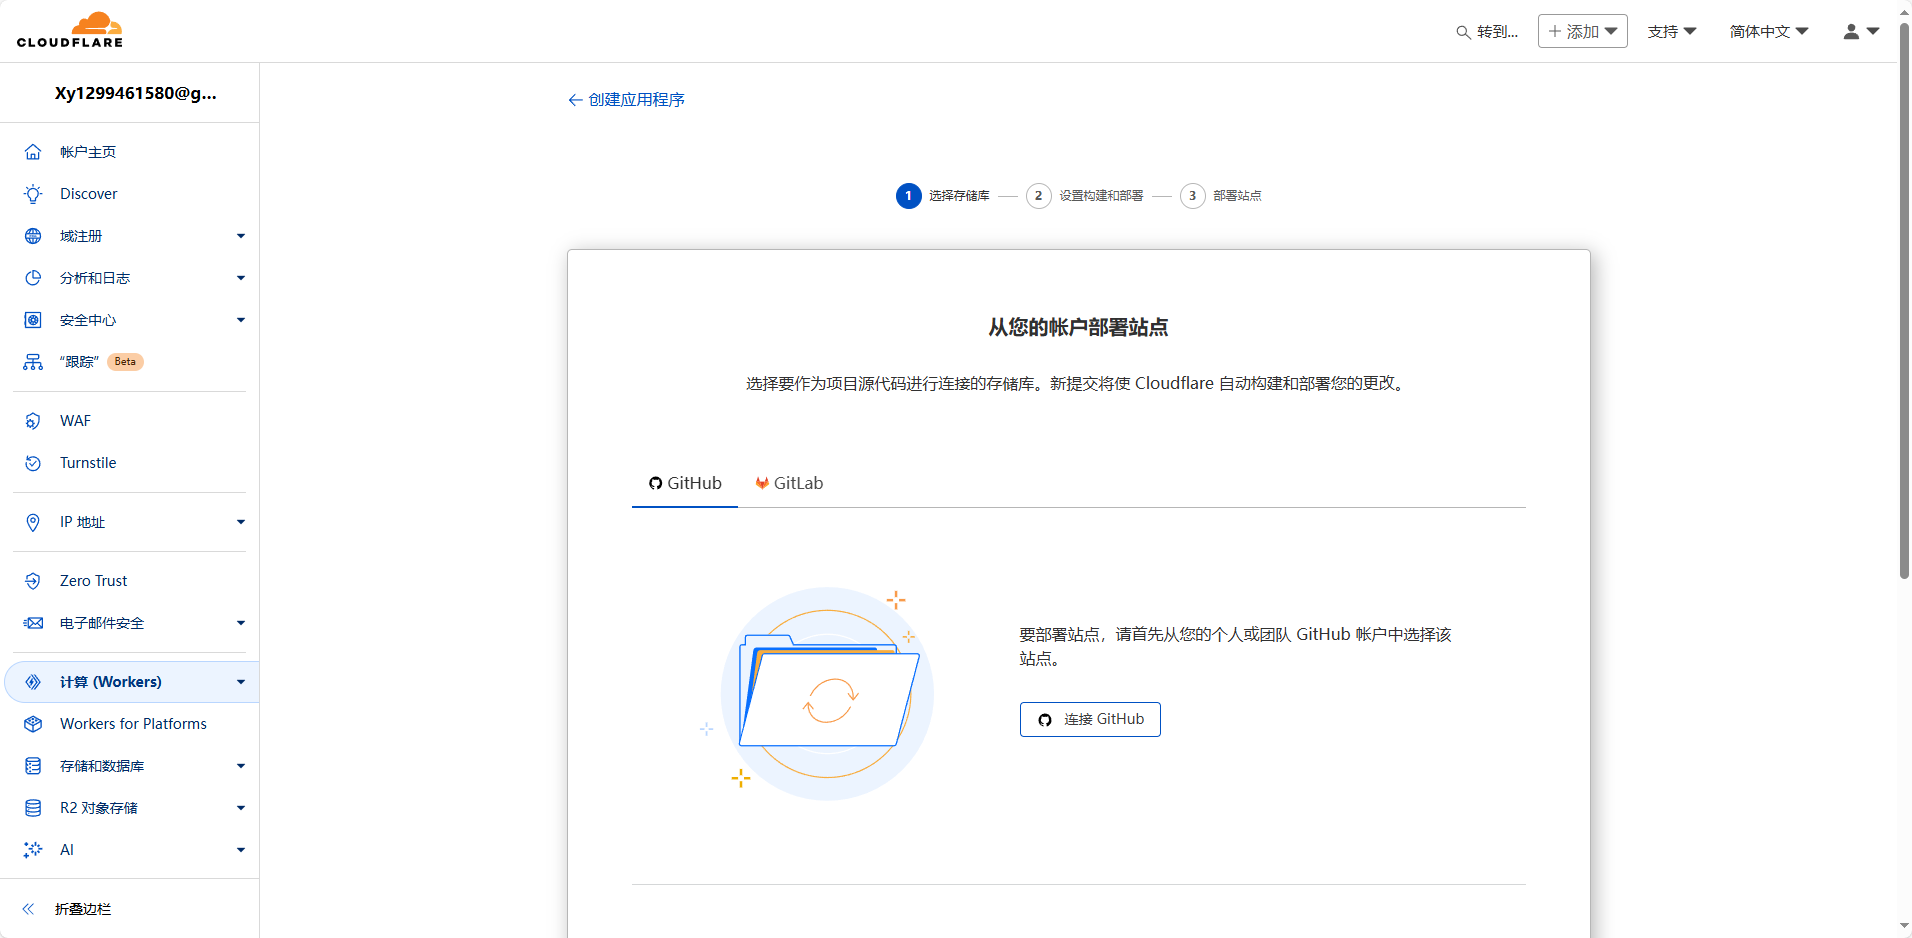 CLOUDFLARE
转到...
添加
支持
简体中文
Xy1299461580@g...
帐户主页
Discover
域注册
分析和日志
安全中心
“跟踪” Beta
WAF
Turnstile
IP 地址
Zero Trust
电子邮件安全
计算 (Workers)
Workers for Platforms
存储和数据库
R2 对象存储
AI
折叠边栏
创建应用程序
1 选择存储库
2 设置构建和部署
3 部署站点
从您的帐户部署站点
选择要作为项目源代码进行连接的存储库。新提交将使 Cloudflare 自动构建和部署您的更改。
GitHub
GitLab
要部署站点，请首先从您的个人或团队 GitHub 帐户中选择该
站点。
连接 GitHub